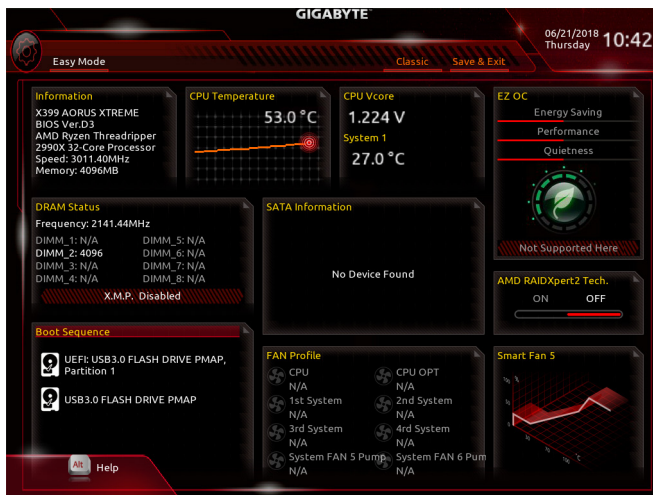 GIGABYTE
06/21/2018
Thursday
10:42
Easy Mode
Classic
Save & Exit
Information
X399 AORUS XTREME
BIOS Ver.D3
AMD Ryzen Threadripper
2990X 32-Core Processor
Speed: 3011.40MHz
Memory: 4096MB
CPU Temperature
53.0 °C
CPU Vcore
1.224 V
System 1
27.0 °C
EZ OC
Energy Saving
Performance
Quietness
Not Supported Here
DRAM Status
Frequency: 2141.44MHz
DIMM_1: N/A DIMM_5: N/A
DIMM_2: 4096 DIMM_6: N/A
DIMM_3: N/A DIMM_7: N/A
DIMM_4: N/A DIMM_8: N/A
X.M.P. Disabled
SATA Information
No Device Found
AMD RAIDXpert2 Tech.
ON OFF
Boot Sequence
UEFI: USB3.0 FLASH DRIVE PMAP,
Partition 1
USB3.0 FLASH DRIVE PMAP
FAN Profile
CPU CPU OPT
N/A N/A
1st System 2nd System
N/A N/A
3rd System 4rd System
N/A N/A
System FAN 5 Pump System FAN 6 Pum
N/A N/A
Smart Fan 5
°C
Alt
Help